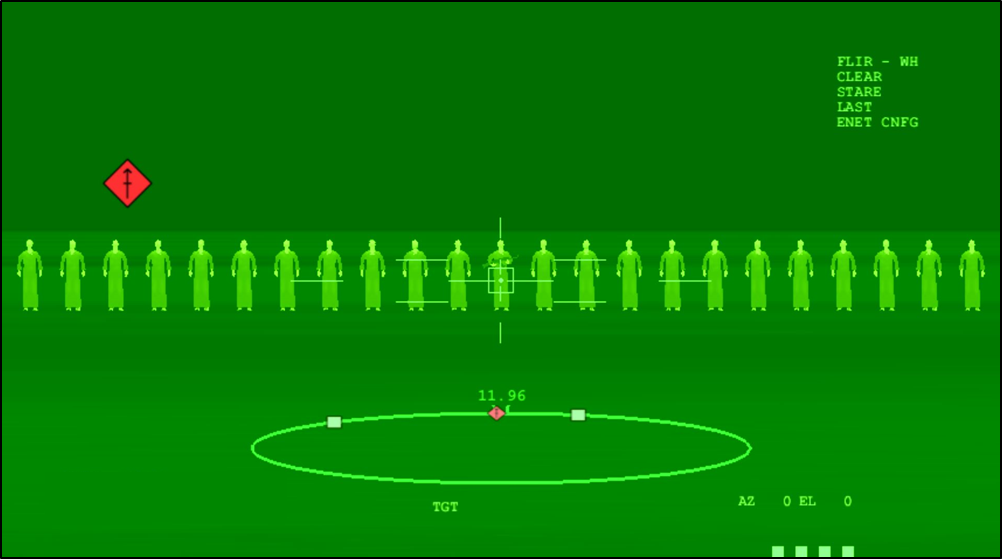 FLIR - WH
CLEAR
STARE
LAST
ENET CNFG
11.96
TGT
AZ 0 EL 0